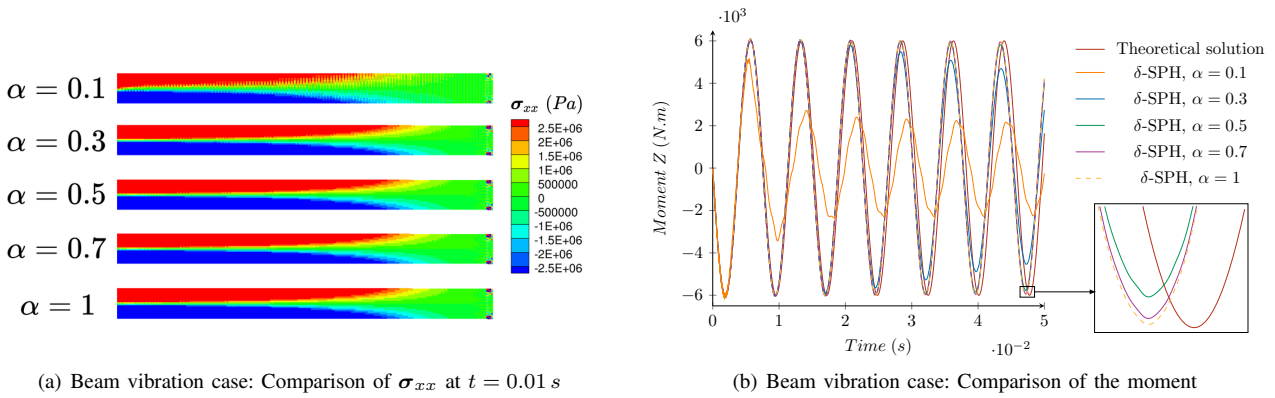 α = 0.1
α = 0.3
α = 0.5
α = 0.7
α = 1
σxx (Pa)
2.5E+06
2E+06
1.5E+06
1E+06
500000
0
-500000
-1E+06
-1.5E+06
-2E+06
-2.5E+06
(a) Beam vibration case: Comparison of σxx at t = 0.01 s
·10³
6
4
2
0
−2
−4
−6
Moment Z (N.m)
0 1 2 3 4 5
Time (s)
·10⁻²
Theoretical solution
δ-SPH, α = 0.1
δ-SPH, α = 0.3
δ-SPH, α = 0.5
δ-SPH, α = 0.7
δ-SPH, α = 1
(b) Beam vibration case: Comparison of the moment